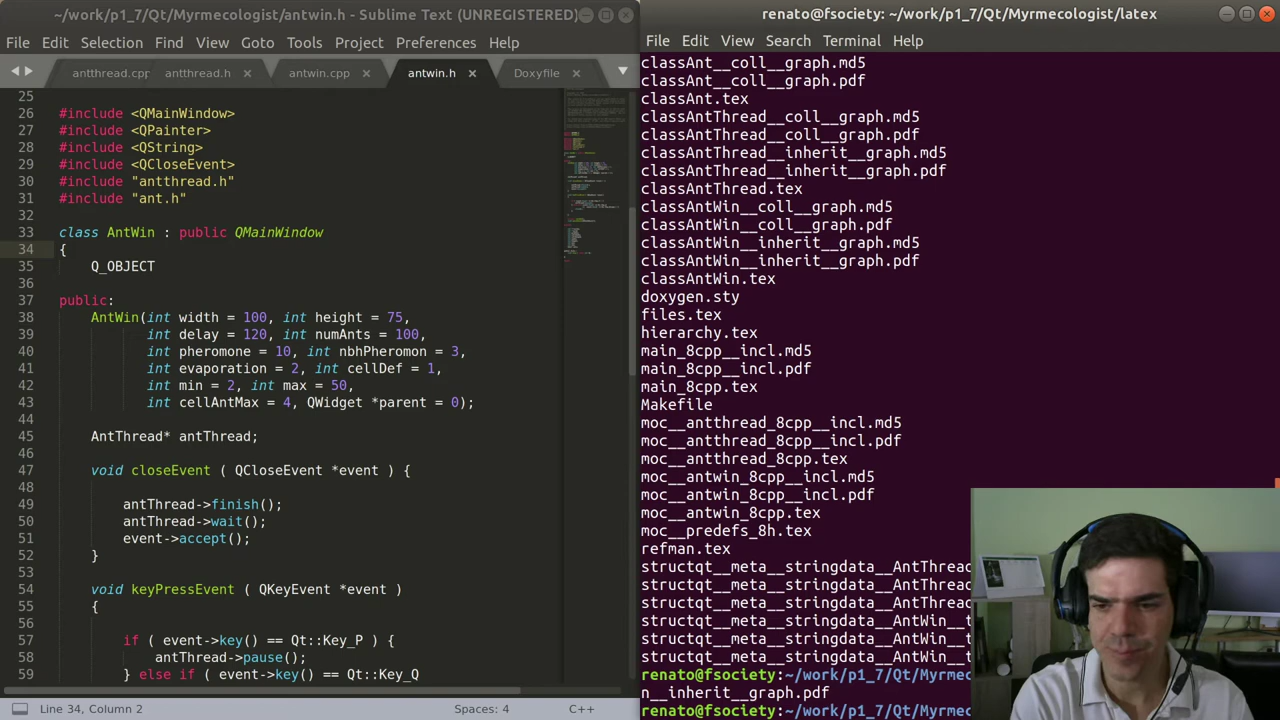 ~/work/p1_7/Qt/Myrmecologist/antwin.h - Sublime Text (UNREGISTERED)
File Edit Selection Find View Goto Tools Project Preferences Help
antthread.cpp antthread.h antwin.cpp antwin.h Doxyfile
25
26 #include <QMainWindow>
27 #include <QPainter>
28 #include <QString>
29 #include <QCloseEvent>
30 #include "antthread.h"
31 #include "ant.h"
32
33 class AntWin : public QMainWindow
34 {
35 Q_OBJECT
36
37 public:
38 AntWin(int width = 100, int height = 75,
39 int delay = 120, int numAnts = 100,
40 int pheromone = 10, int nbhPheromon = 3,
41 int evaporation = 2, int cellDef = 1,
42 int min = 2, int max = 50,
43 int cellAntMax = 4, QWidget *parent = 0);
44
45 AntThread* antThread;
46
47 void closeEvent ( QCloseEvent *event ) {
48
49 antThread->finish();
50 antThread->wait();
51 event->accept();
52 }
53
54 void keyPressEvent ( QKeyEvent *event )
55 {
56
57 if ( event->key() == Qt::Key_P ) {
58 antThread->pause();
59 } else if ( event->key() == Qt::Key_Q
Line 34, Column 2 Spaces: 4 C++
renato@fsociety: ~/work/p1_7/Qt/Myrmecologist/latex
File Edit View Search Terminal Help
classAnt__coll__graph.md5
classAnt__coll__graph.pdf
classAnt.tex
classAntThread__coll__graph.md5
classAntThread__coll__graph.pdf
classAntThread__inherit__graph.md5
classAntThread__inherit__graph.pdf
classAntThread.tex
classAntWin__coll__graph.md5
classAntWin__coll__graph.pdf
classAntWin__inherit__graph.md5
classAntWin__inherit__graph.pdf
classAntWin.tex
doxygen.sty
files.tex
hierarchy.tex
main_8cpp__incl.md5
main_8cpp__incl.pdf
main_8cpp.tex
Makefile
moc__antthread_8cpp__incl.md5
moc__antthread_8cpp__incl.pdf
moc__antthread_8cpp.tex
moc__antwin_8cpp__incl.md5
moc__antwin_8cpp__incl.pdf
moc__antwin_8cpp.tex
moc__predefs_8h.tex
refman.tex
structqt__meta__stringdata__AntThread
structqt__meta__stringdata__AntThread
structqt__meta__stringdata__AntThread
structqt__meta__stringdata__AntWin__t
structqt__meta__stringdata__AntWin__t
structqt__meta__stringdata__AntWin__t
renato@fsociety:~/work/p1_7/Qt/Myrmec
n__inherit__graph.pdf
renato@fsociety:~/work/p1_7/Qt/Myrmec